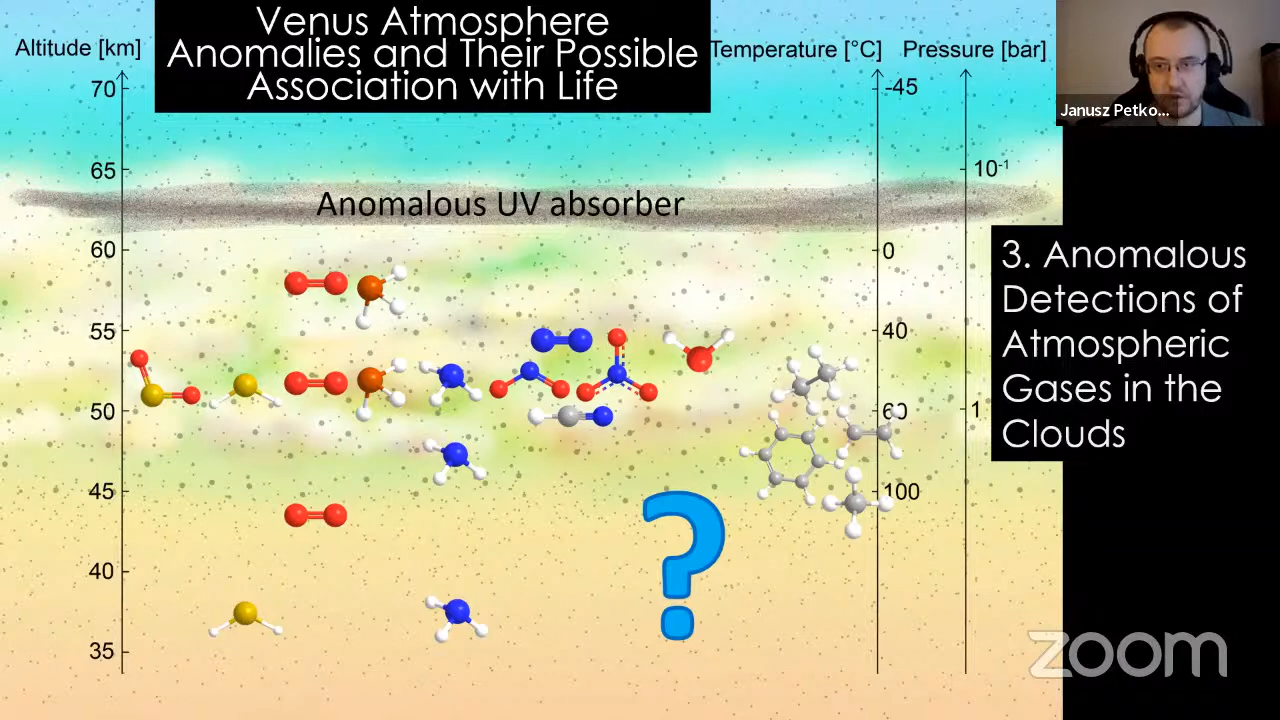 Venus Atmosphere
Anomalies and Their Possible
Association with Life
Altitude [km]
Temperature [°C]
Pressure [bar]
Janusz Petko...
70
-45
65
10⁻¹
Anomalous UV absorber
60
0
3. Anomalous
Detections of
Atmospheric
Gases in the
Clouds
55
40
50
60
1
45
100
40
35
?
zoom